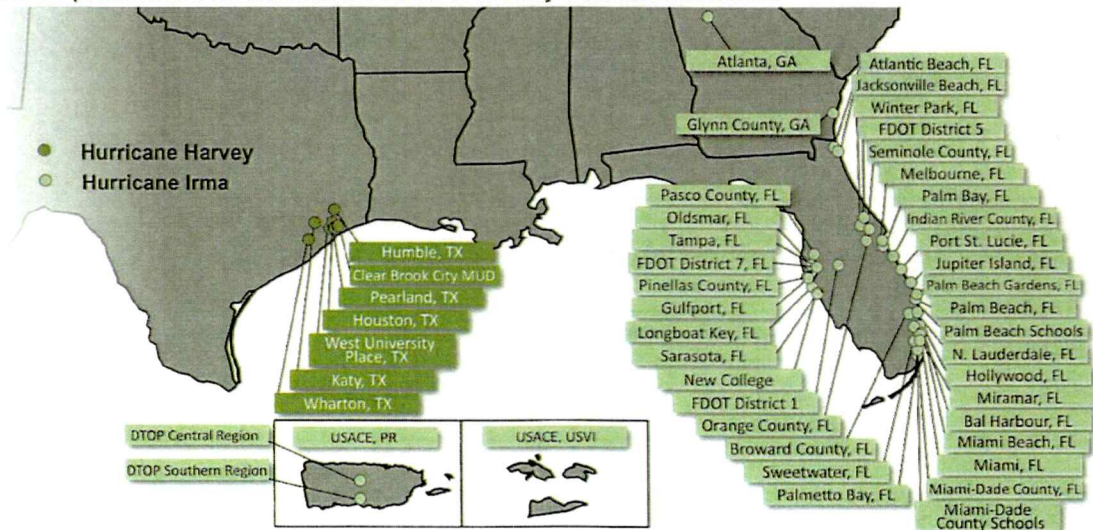 Hurricane Harvey
Hurricane Irma
Atlanta, GA
Glynn County, GA
Atlantic Beach, FL
Jacksonville Beach, FL
Winter Park, FL
FDOT District 5
Seminole County, FL
Melbourne, FL
Palm Bay, FL
Indian River County, FL
Port St. Lucie, FL
Jupiter Island, FL
Palm Beach Gardens, FL
Palm Beach, FL
Palm Beach Schools
N. Lauderdale, FL
Hollywood, FL
Miramar, FL
Bal Harbour, FL
Miami Beach, FL
Miami, FL
Miami-Dade County, FL
Miami-Dade
County Schools
Pasco County, FL
Oldsmar, FL
Tampa, FL
FDOT District 7, FL
Pinellas County, FL
Gulfport, FL
Longboat Key, FL
Sarasota, FL
New College
FDOT District 1
Orange County, FL
Broward County, FL
Sweetwater, FL
Palmetto Bay, FL
Humble, TX
Clear Brook City MUD
Pearland, TX
Houston, TX
West University
Place, TX
Katy, TX
Wharton, TX
DTOP Central Region
DTOP Southern Region
USACE, PR
USACE, USVI